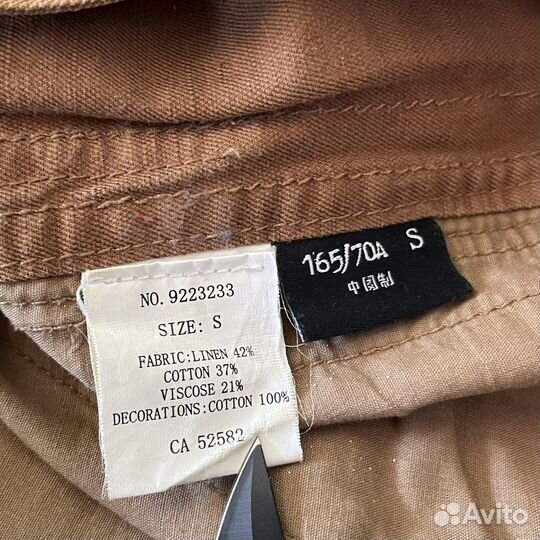 165/70A S
中國制
NO. 9223233
SIZE: S
FABRIC:LINEN 42%
COTTON 37%
VISCOSE 21%
DECORATIONS:COTTON 100%
CA 52582
Avito